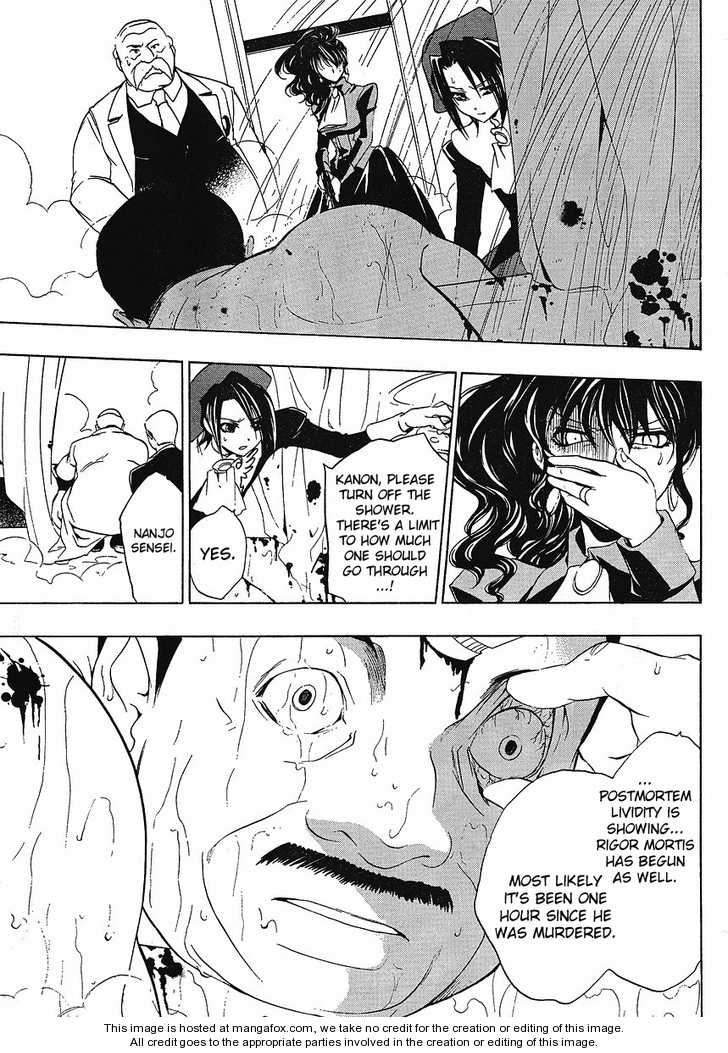 KANON, PLEASE
TURN OFF THE
SHOWER.
THERE'S A LIMIT
TO HOW MUCH
ONE SHOULD
GO THROUGH
...!
YES.
NANJO
SENSEI.
...
POSTMORTEM
LIVIDITY IS
SHOWING...
RIGOR MORTIS
HAS BEGUN
AS WELL.
MOST LIKELY
IT'S BEEN ONE
HOUR SINCE HE
WAS MURDERED.
This image is hosted at mangafox.com, we take no credit for the creation or editing of this image.
All credit goes to the appropriate parties involved in the creation or editing of this image.